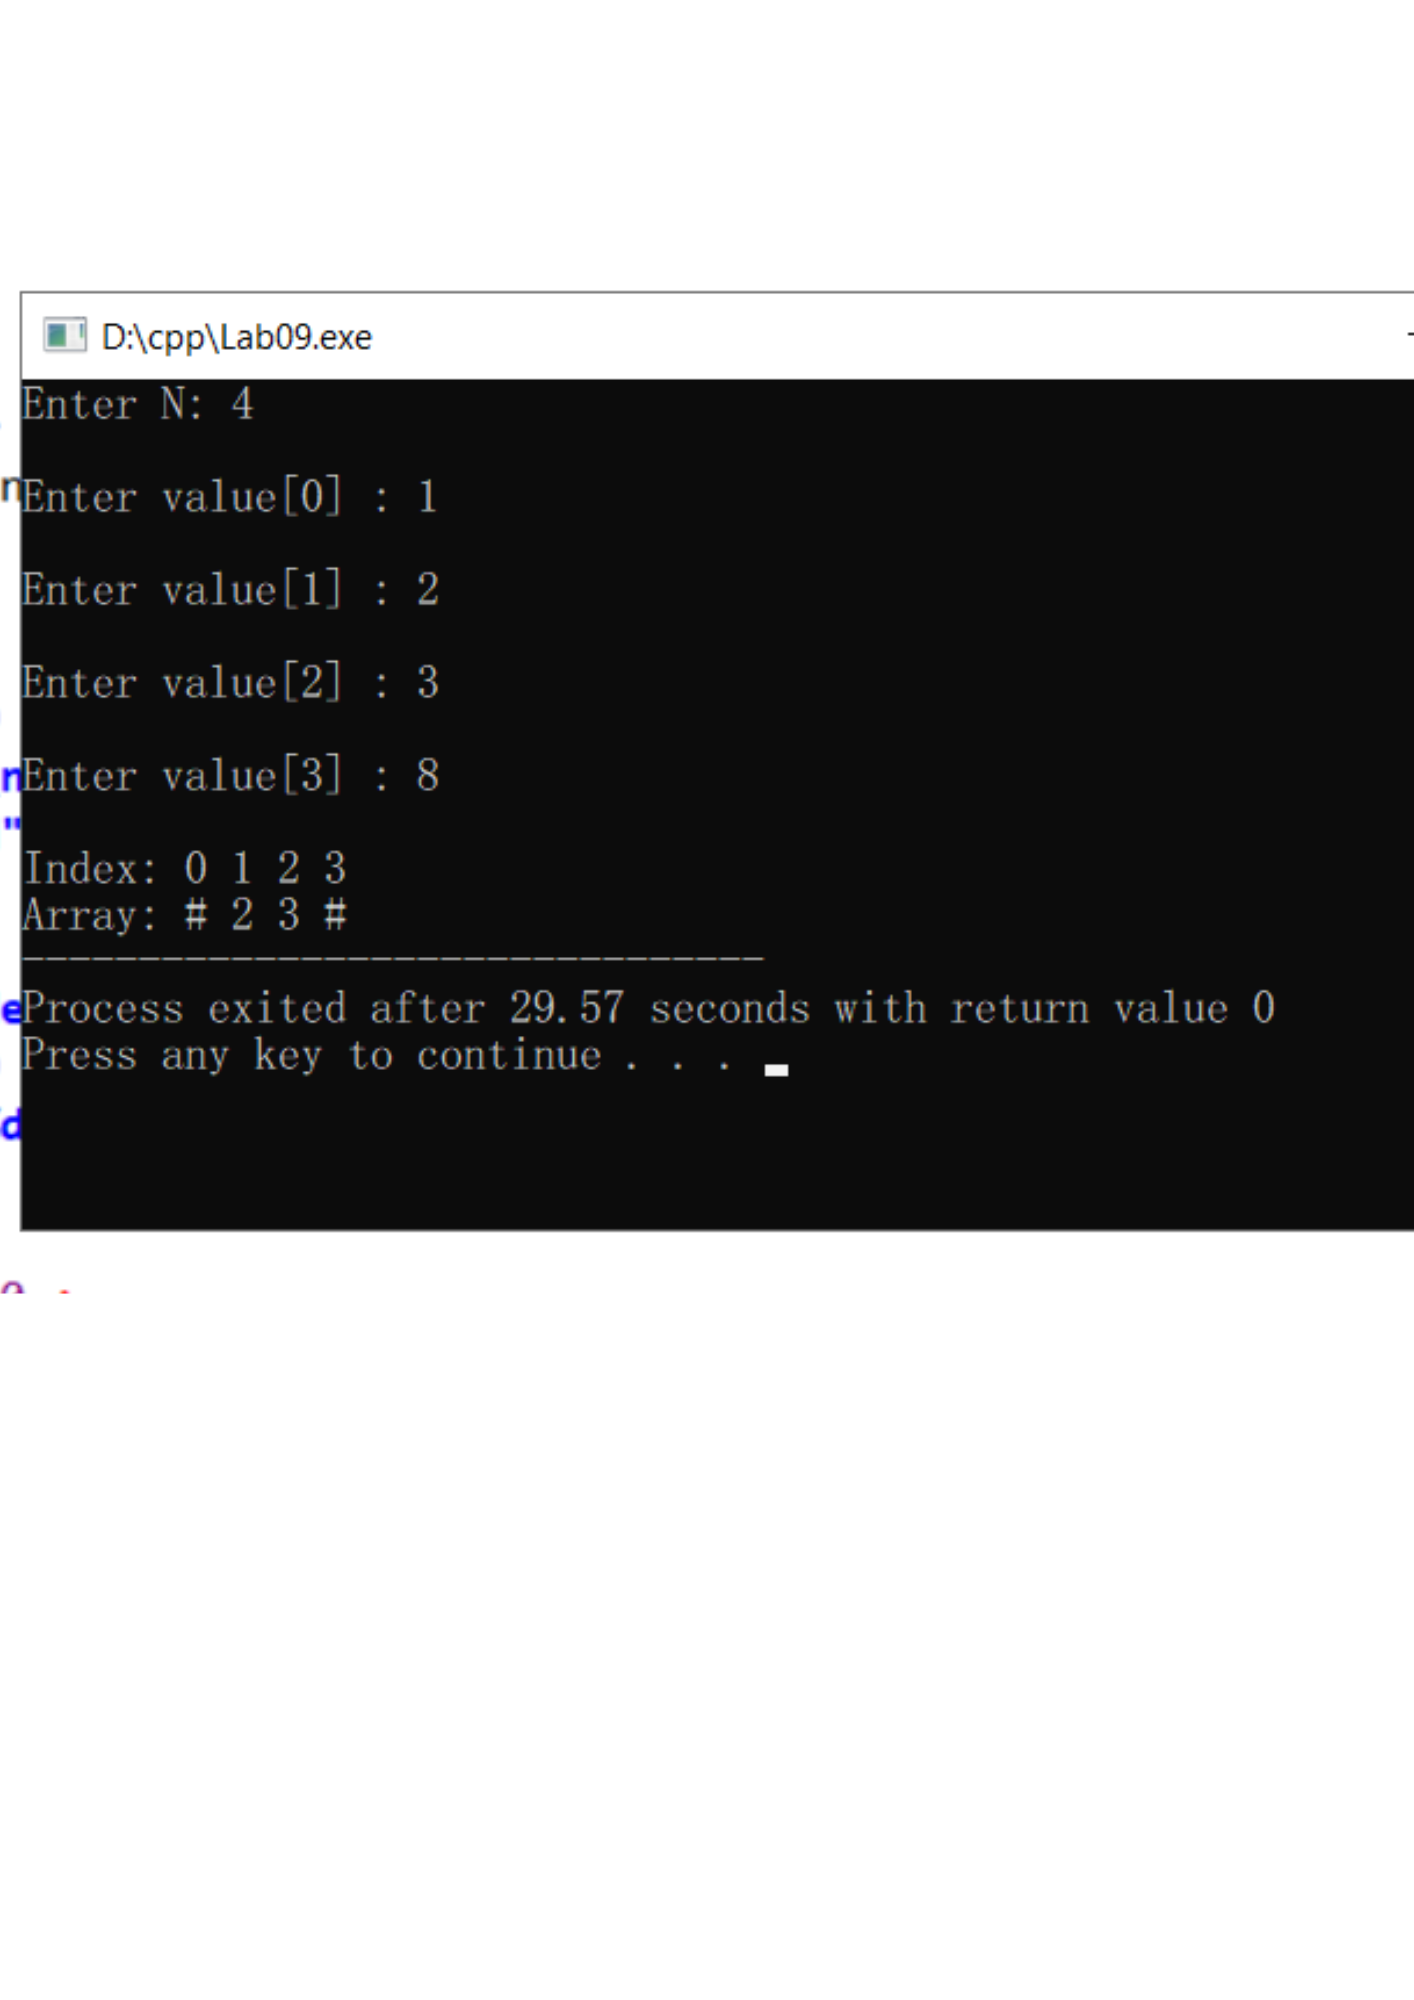 D:\cpp\Lab09.exe
Enter N: 4
Enter value[0] : 1
Enter value[1] : 2
Enter value[2] : 3
Enter value[3] : 8
Index: 0 1 2 3
Array: # 2 3 #
--------------------------------
Process exited after 29.57 seconds with return value 0
Press any key to continue . . .